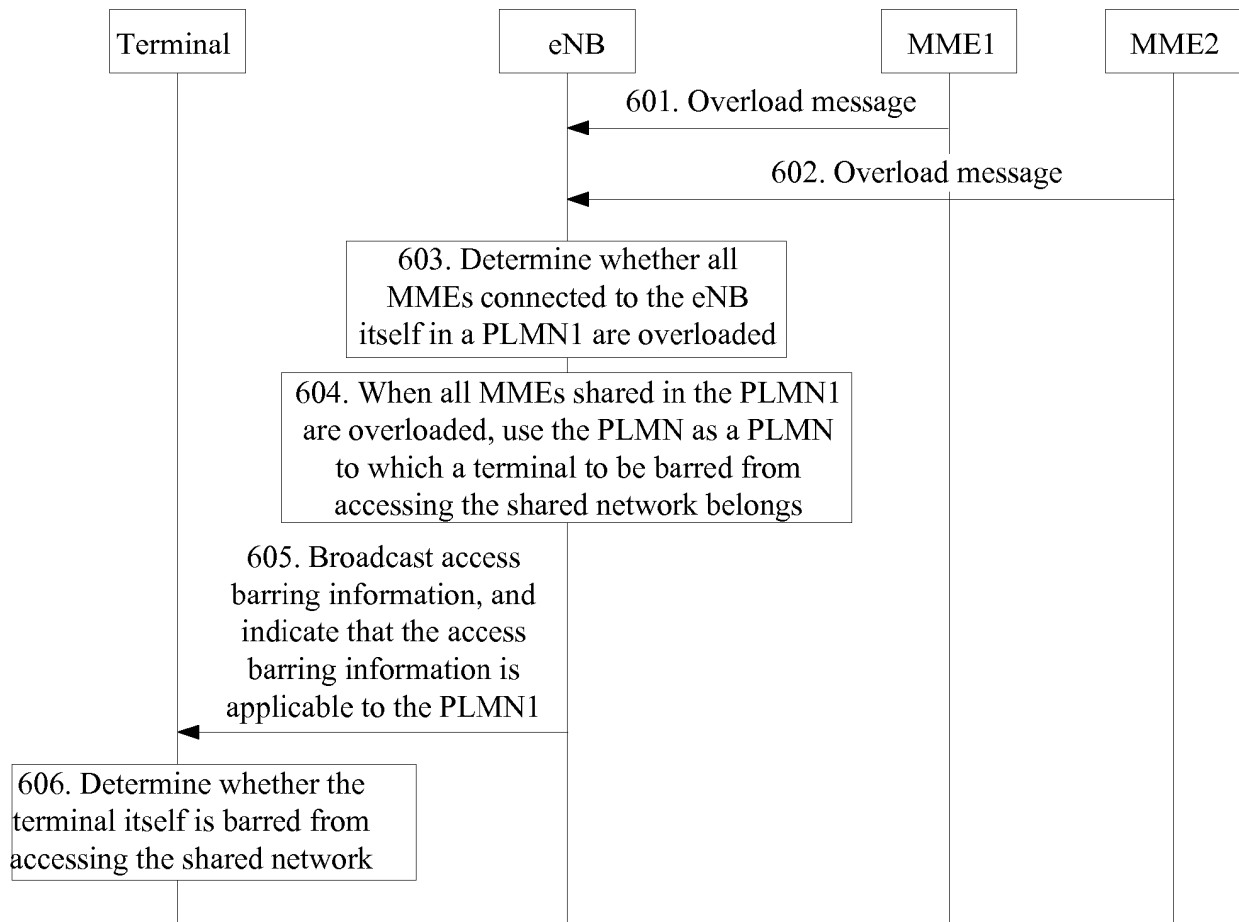 Terminal
eNB
MME1
MME2
601. Overload message
602. Overload message
603. Determine whether all
MMEs connected to the eNB
itself in a PLMN1 are overloaded
604. When all MMEs shared in the PLMN1
are overloaded, use the PLMN as a PLMN
to which a terminal to be barred from
accessing the shared network belongs
605. Broadcast access
barring information, and
indicate that the access
barring information is
applicable to the PLMN1
606. Determine whether the
terminal itself is barred from
accessing the shared network